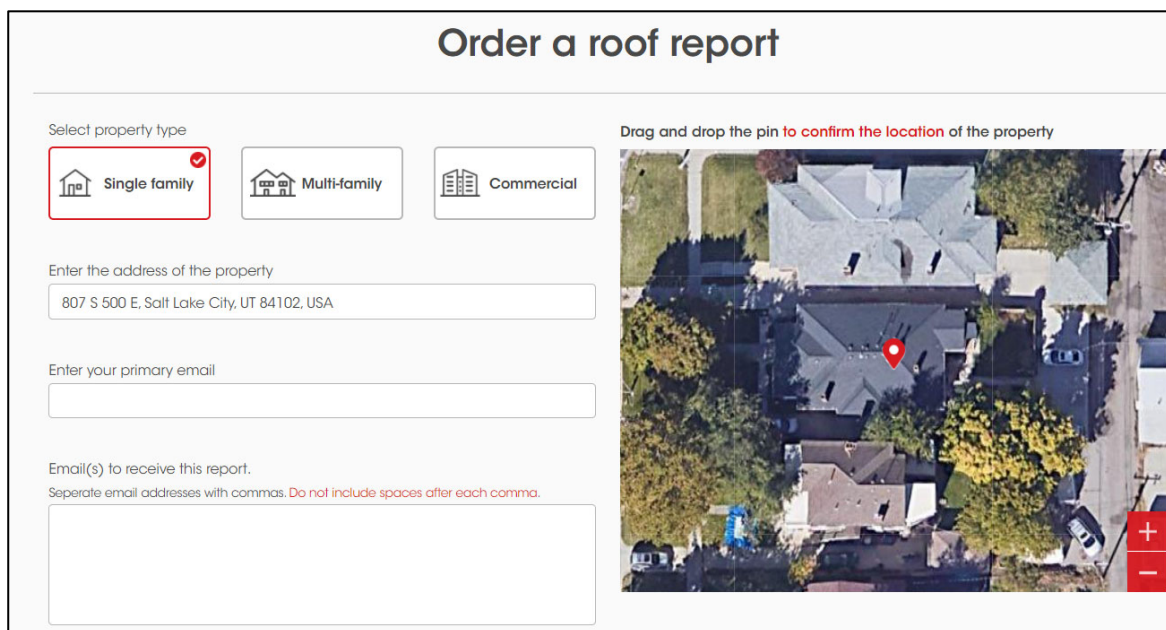 Order a roof report
Select property type
Single family
Multi-family
Commercial
Enter the address of the property
807 S 500 E, Salt Lake City, UT 84102, USA
Enter your primary email
Email(s) to receive this report.
Seperate email addresses with commas. Do not include spaces after each comma.
Drag and drop the pin to confirm the location of the property
+
−